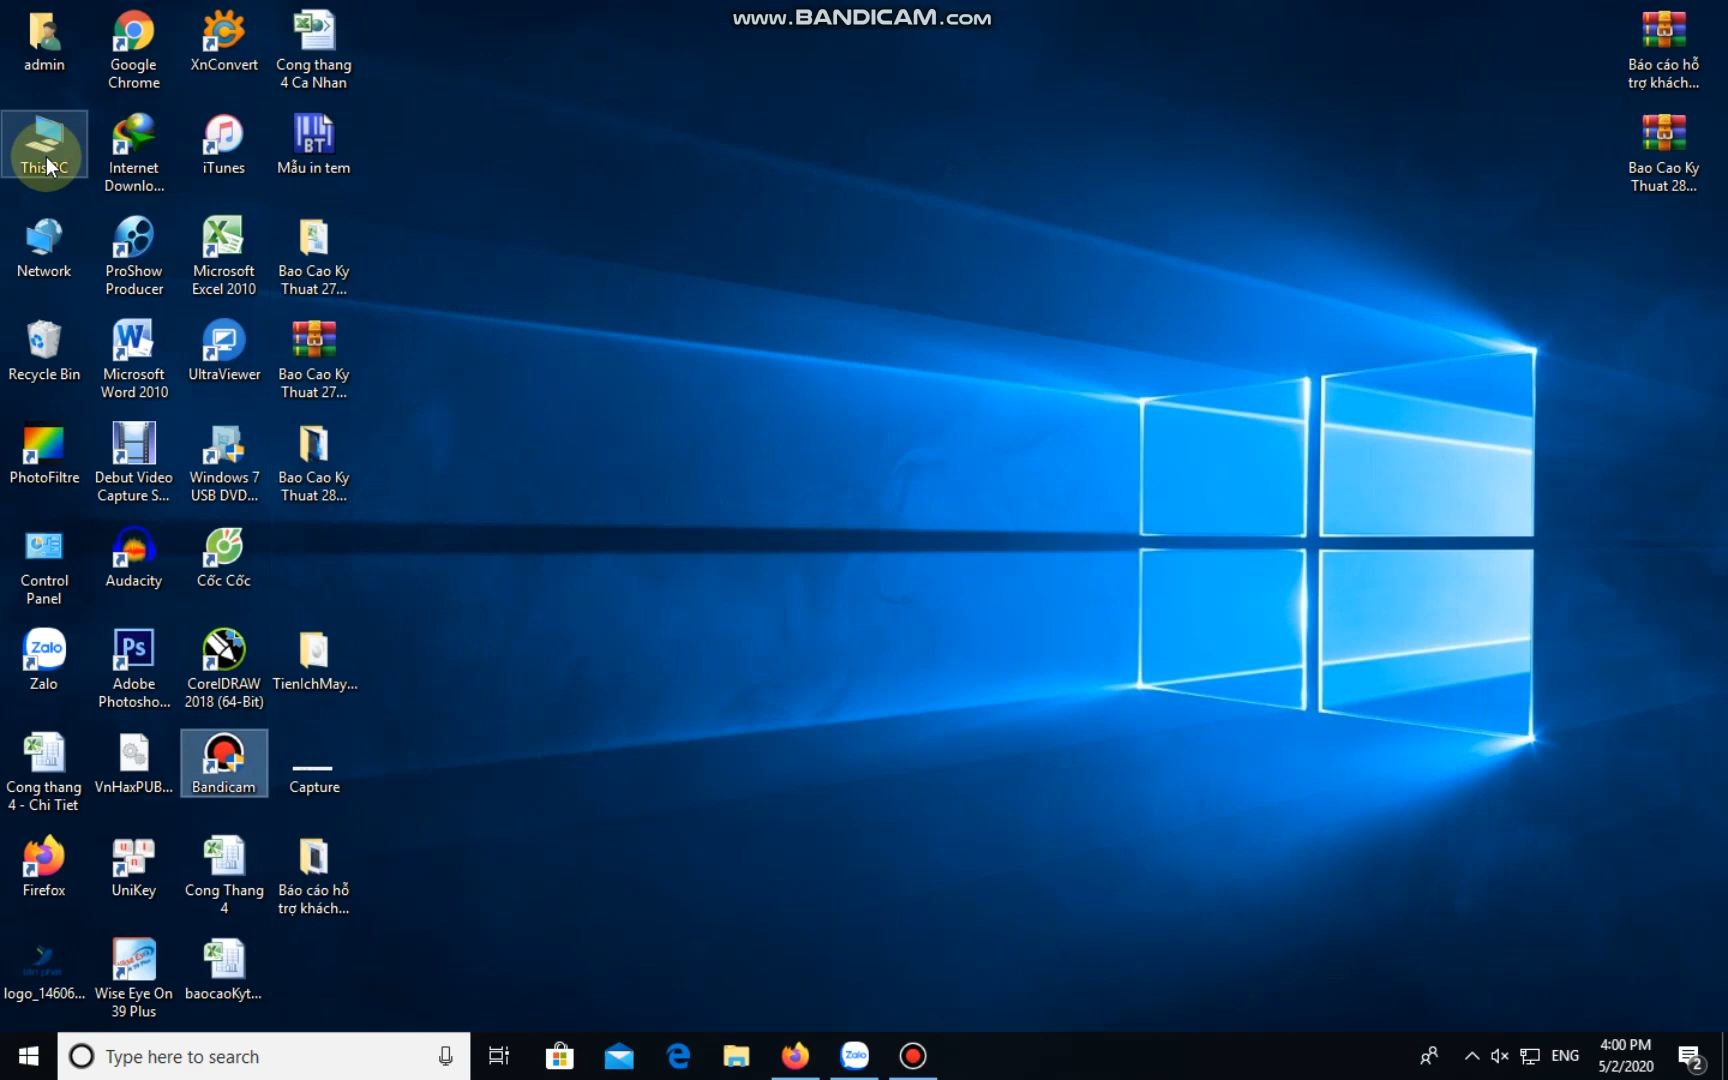 www.BANDICAM.com
admin
Google
Chrome
XnConvert
Cong thang
4 Ca Nhan
This PC
Internet
Downlo...
iTunes
BT
Mẫu in tem
Network
ProShow
Producer
Microsoft
Excel 2010
Bao Cao Ky
Thuat 27...
Recycle Bin
Microsoft
Word 2010
UltraViewer
Bao Cao Ky
Thuat 27...
PhotoFiltre
Debut Video
Capture S...
Windows 7
USB DVD...
Bao Cao Ky
Thuat 28...
Control
Panel
Audacity
Cốc Cốc
Zalo
Zalo
Ps
Adobe
Photosho...
CorelDRAW
2018 (64-Bit)
TienIchMay...
Cong thang
4 - Chi Tiet
VnHaxPUB...
Bandicam
Capture
Firefox
UniKey
Cong Thang
4
Báo cáo hỗ
trợ khách...
logo_14606...
Wise Eye On
39 Plus
baocaoKyt...
Báo cáo hỗ
trợ khách...
Bao Cao Ky
Thuat 28...
Type here to search
Zalo
ENG
4:00 PM
5/2/2020
2